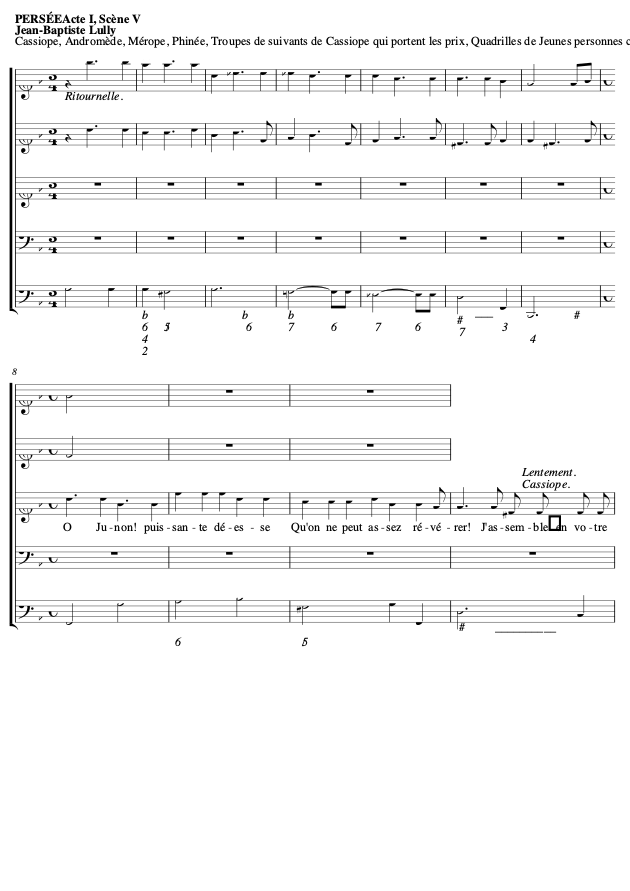 PERSÉEActe I, Scène V
Jean-Baptiste Lully
Cassiope, Andromède, Mérope, Phinée, Troupes de suivants de Cassiope qui portent les prix, Quadrilles de Jeunes personnes c
Ritournelle.
b b b # #
6 5 6 7 6 7 6 7 3
4 4
2
8
Lentement.
Cassiope.
O Ju-non! puis-san-te dé-es-se Qu'on ne peut as-sez ré-vé-rer! J'as-sem-ble en vo-tre
#
6 5